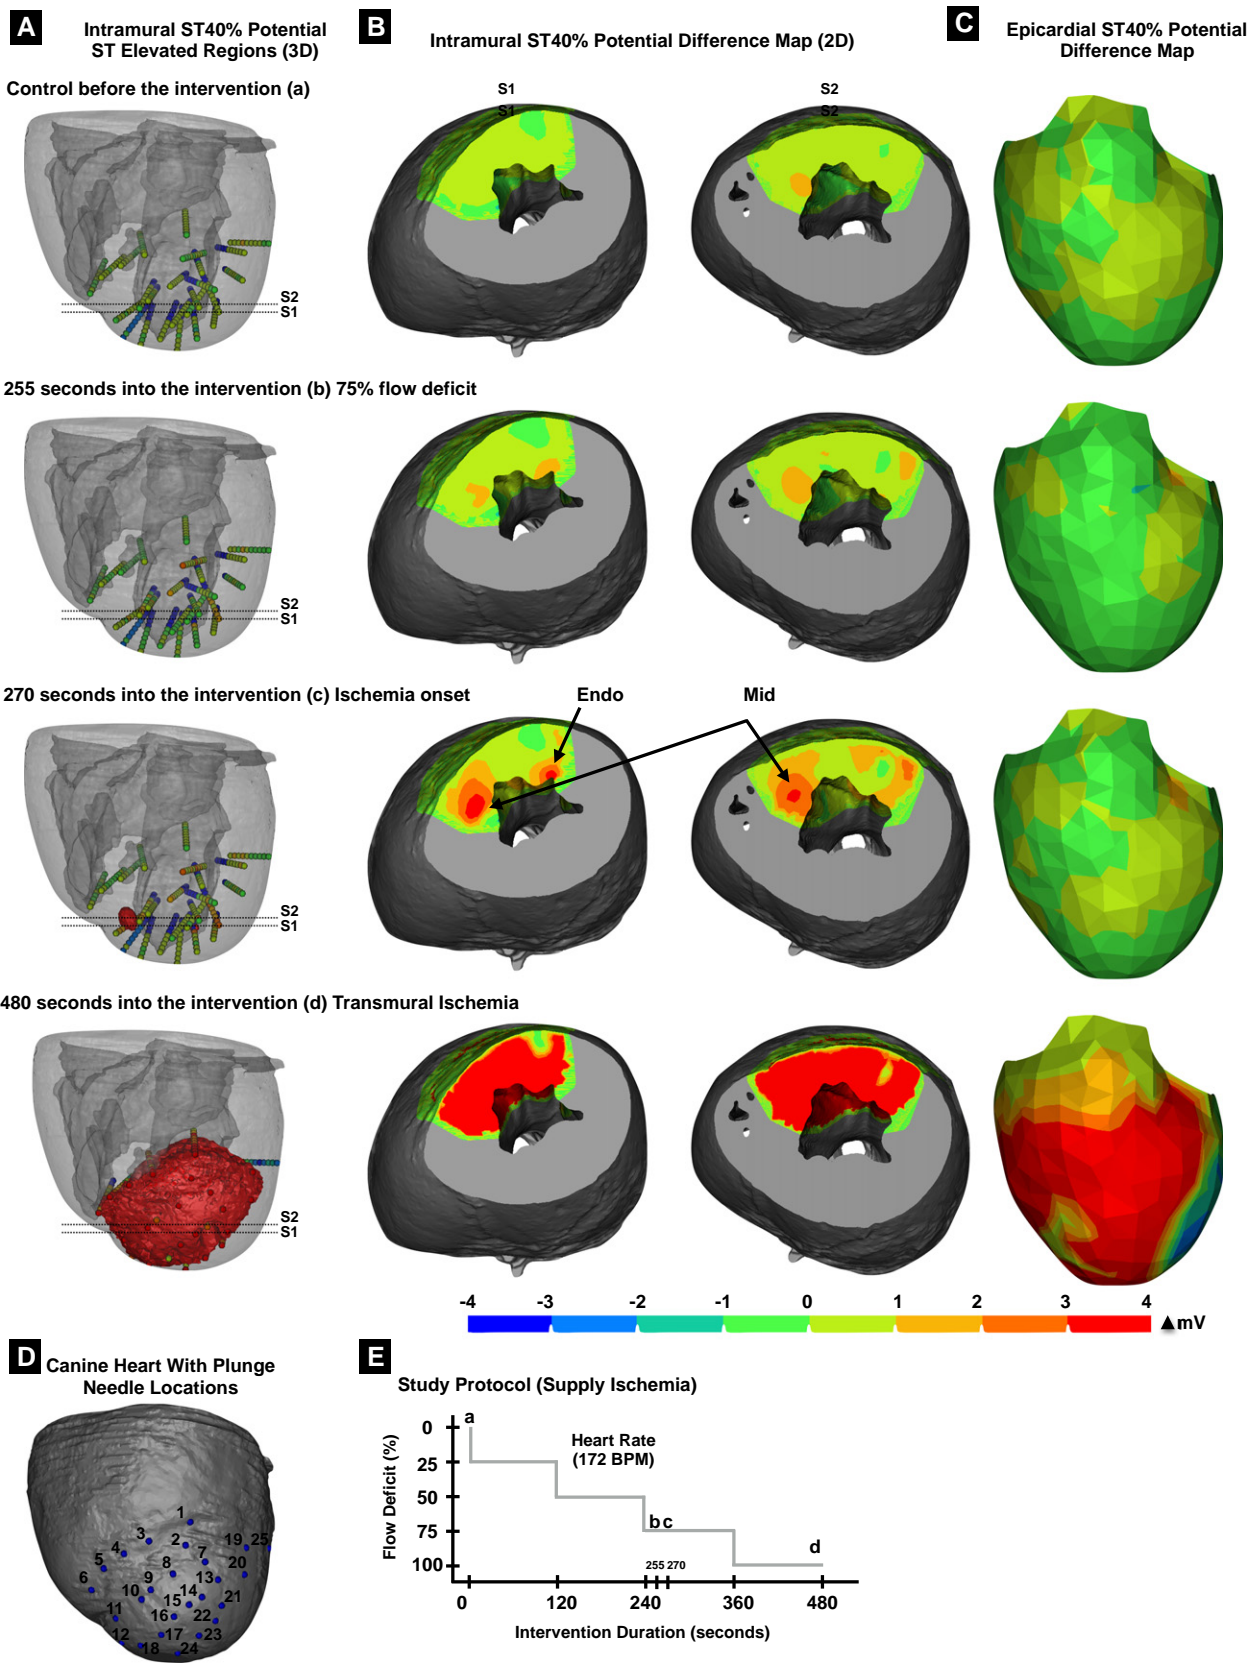 A
Intramural ST40% Potential
ST Elevated Regions (3D)
B
Intramural ST40% Potential Difference Map (2D)
C
Epicardial ST40% Potential
Difference Map
Control before the intervention (a)
S1
S1
S2
S2
S2
S1
255 seconds into the intervention (b) 75% flow deficit
S2
S1
270 seconds into the intervention (c) Ischemia onset
Endo
Mid
S2
S1
480 seconds into the intervention (d) Transmural Ischemia
S2
S1
-4 -3 -2 -1 0 1 2 3 4
▲mV
D
Canine Heart With Plunge
Needle Locations
1
3 2 19 25
4 7
5 8 20
6 9 13
10 14
15 21
11 16 22
12 17 23
18 24
E
Study Protocol (Supply Ischemia)
a
Heart Rate
(172 BPM)
Flow Deficit (%)
0
25
50
75
100
b c
d
255 270
0 120 240 360 480
Intervention Duration (seconds)